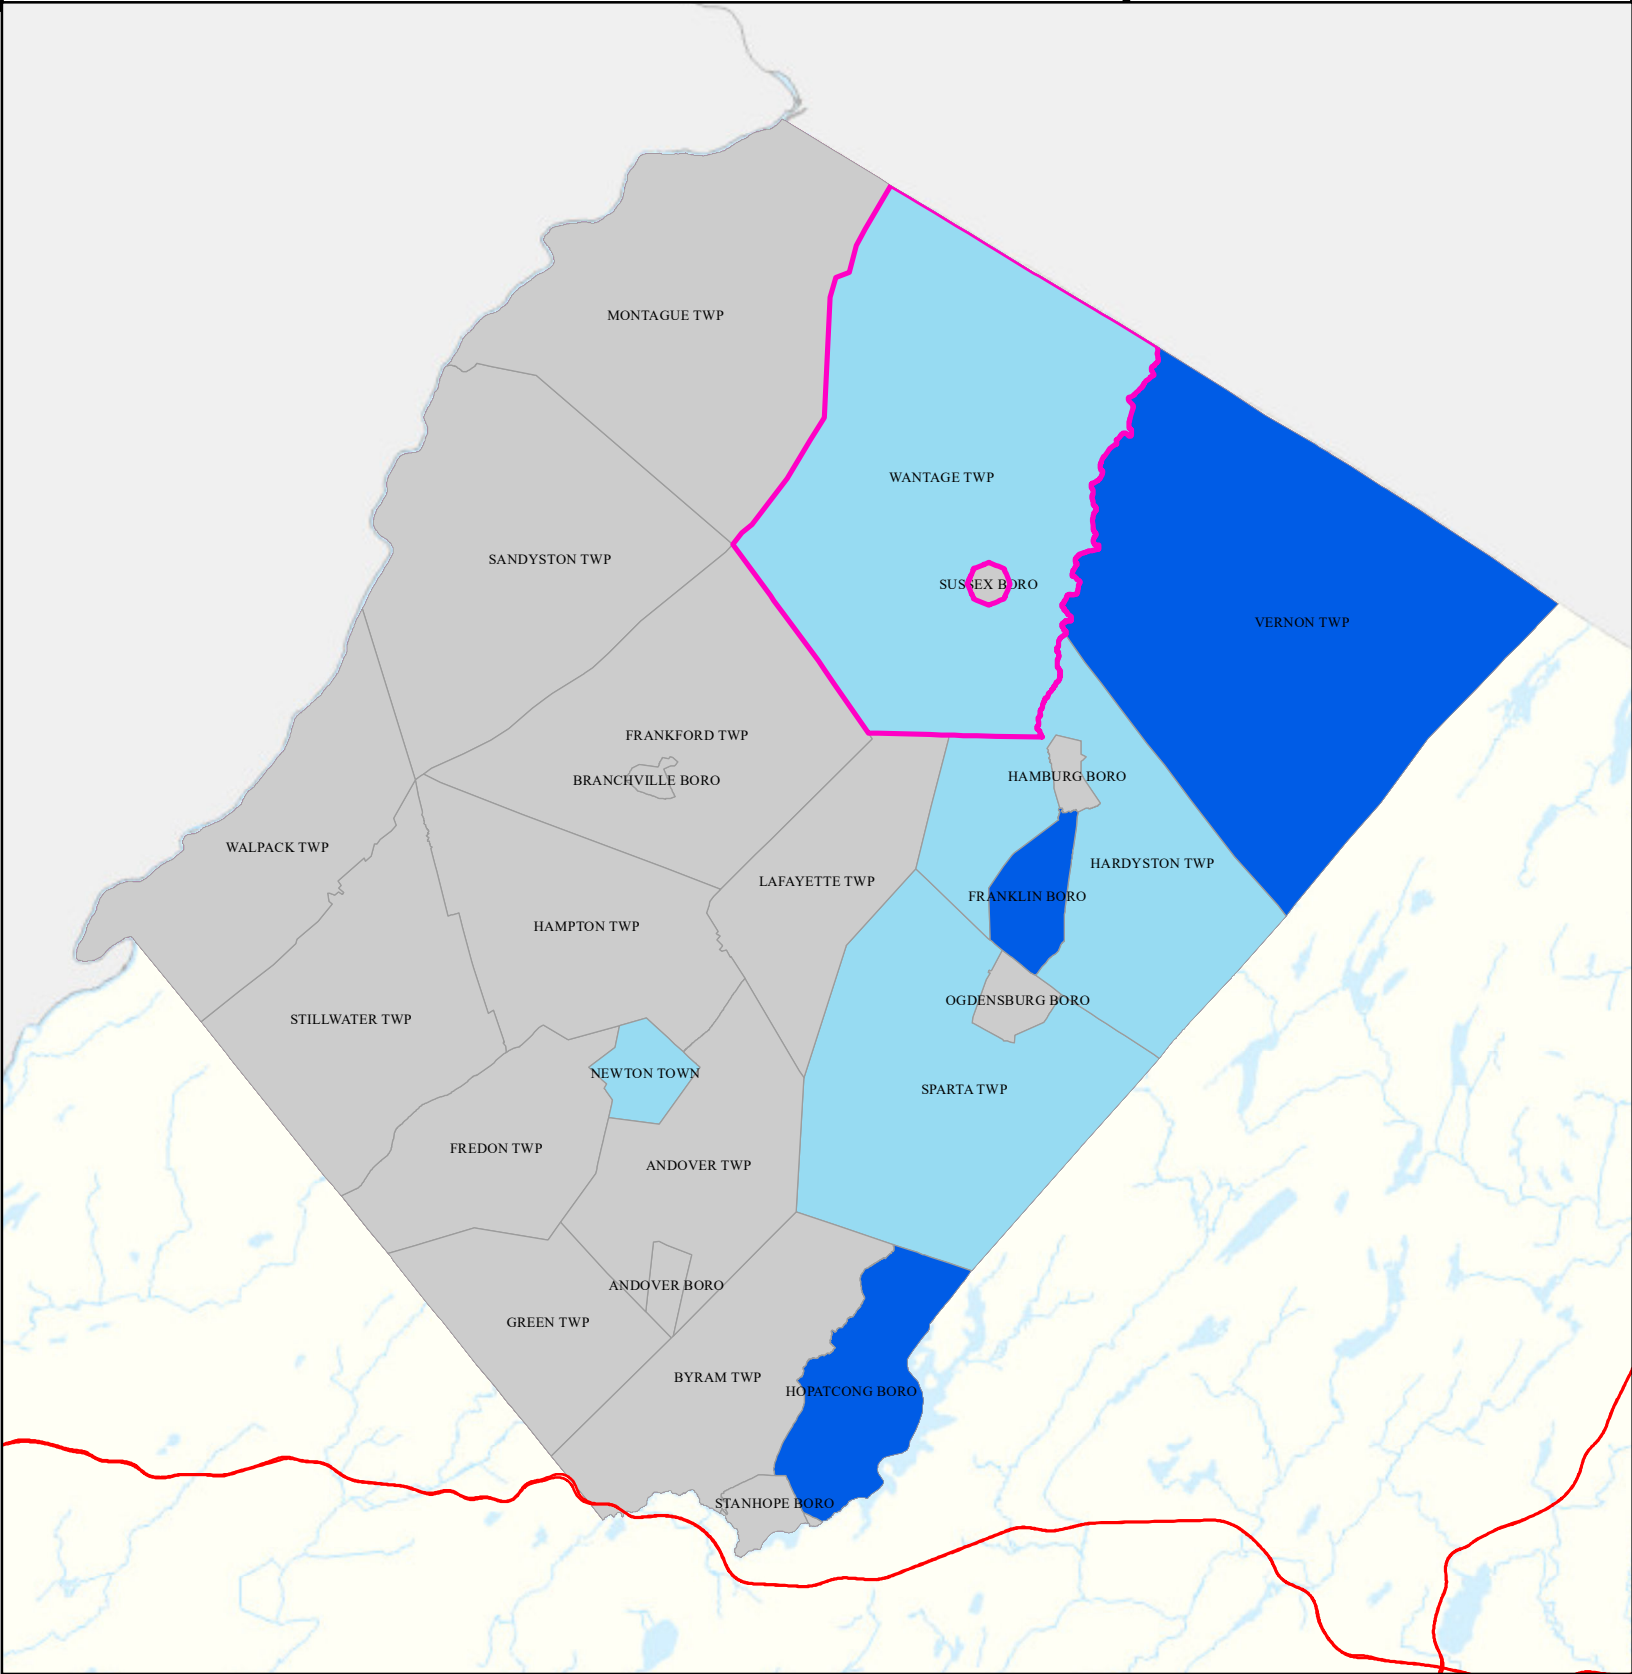 MONTAGUE TWP
WANTAGE TWP
SANDYSTON TWP
SUSSEX BORO
VERNON TWP
FRANKFORD TWP
BRANCHVILLE BORO
HAMBURG BORO
WALPACK TWP
HARDYSTON TWP
LAFAYETTE TWP
FRANKLIN BORO
HAMPTON TWP
OGDENSBURG BORO
STILLWATER TWP
NEWTON TOWN
SPARTA TWP
FREDON TWP
ANDOVER TWP
ANDOVER BORO
GREEN TWP
BYRAM TWP
HOPATCONG BORO
STANHOPE BORO